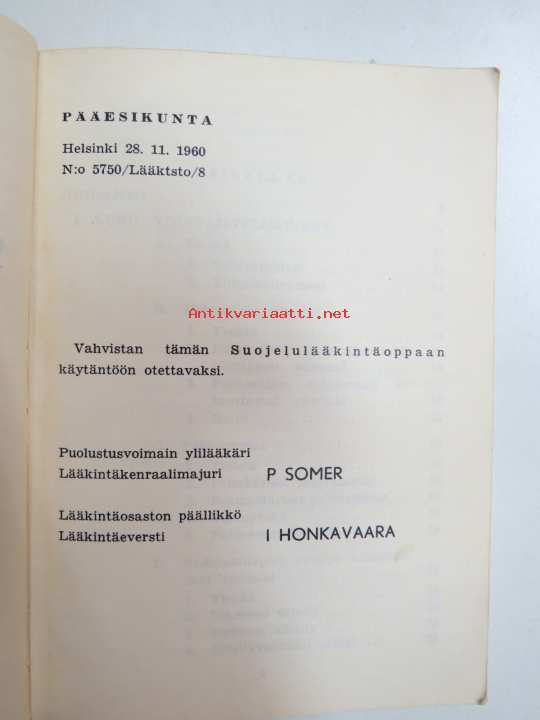 PÄÄESIKUNTA
Helsinki 28. 11. 1960
N:o 5750/Lääktsto/8
Antikvariaatti.net
Vahvistan tämän Suojelulääkintäoppaan
käytäntöön otettavaksi.
Puolustusvoimain ylilääkäri
Lääkintäkenraalimajuri P SOMER
Lääkintäosaston päällikkö
Lääkintäeversti I HONKAVAARA